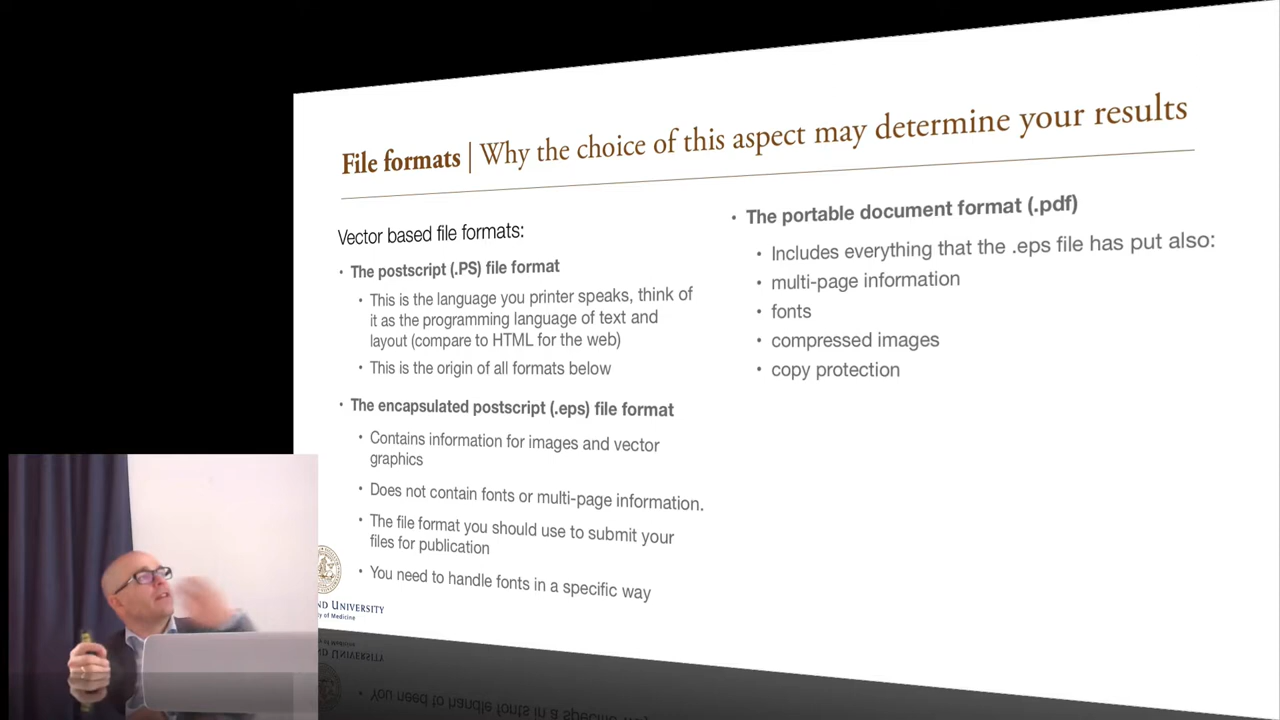 File formats | Why the choice of this aspect may determine your results
Vector based file formats:
• The postscript (.PS) file format
• This is the language you printer speaks, think of
it as the programming language of text and
layout (compare to HTML for the web)
• This is the origin of all formats below
• The encapsulated postscript (.eps) file format
• Contains information for images and vector
graphics
• Does not contain fonts or multi-page information.
• The file format you should use to submit your
files for publication
• You need to handle fonts in a specific way
• The portable document format (.pdf)
• Includes everything that the .eps file has put also:
• multi-page information
• fonts
• compressed images
• copy protection
ND UNIVERSITY
y of Medicine